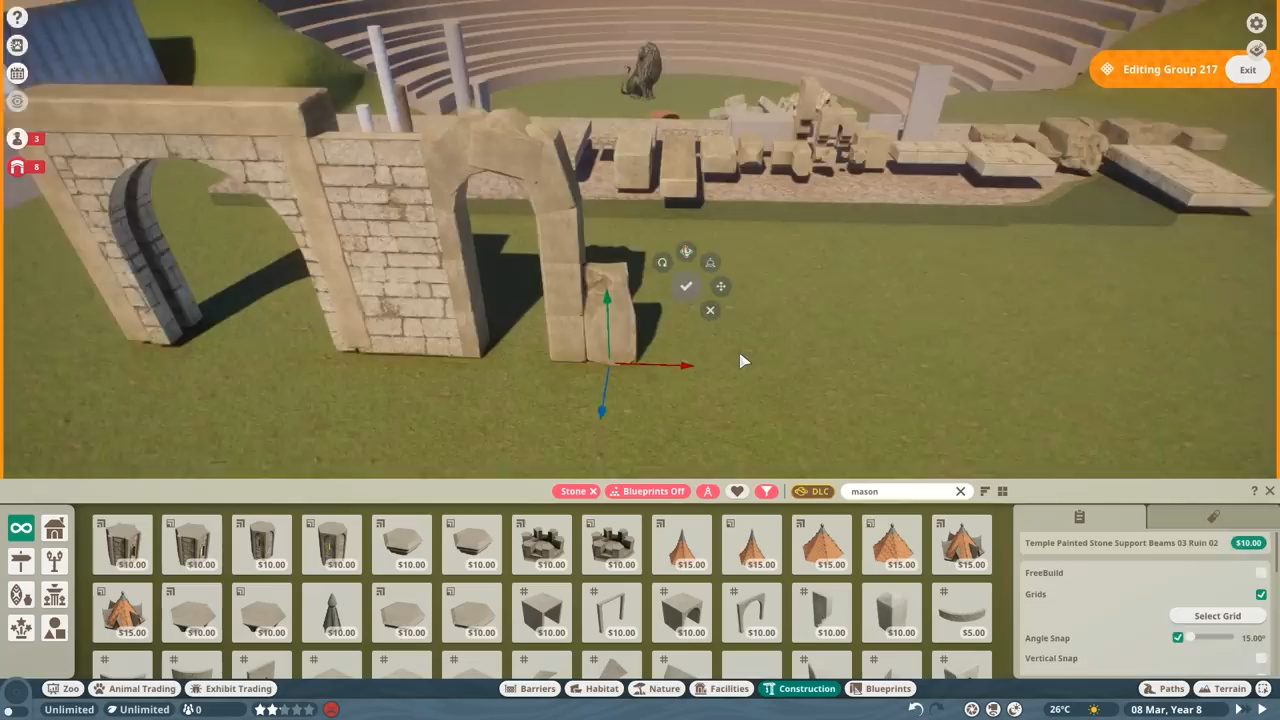 ?
Editing Group 217
Exit
3
8
Stone ×
Blueprints Off
DLC
mason
?
$10.00 $10.00 $10.00 $10.00 $10.00 $10.00 $10.00 $10.00 $15.00 $15.00 $15.00 $15.00 $15.00
$15.00 $10.00 $10.00 $10.00 $10.00 $10.00 $10.00 $10.00 $10.00 $10.00 $10.00 $10.00 $5.00
Temple Painted Stone Support Beams 03 Ruin 02 $10.00
FreeBuild
Grids
Select Grid
Angle Snap 15.00°
Vertical Snap
Zoo Animal Trading Exhibit Trading Barriers Habitat Nature Facilities Construction Blueprints Paths Terrain
Unlimited Unlimited 0 26°C 08 Mar, Year 8